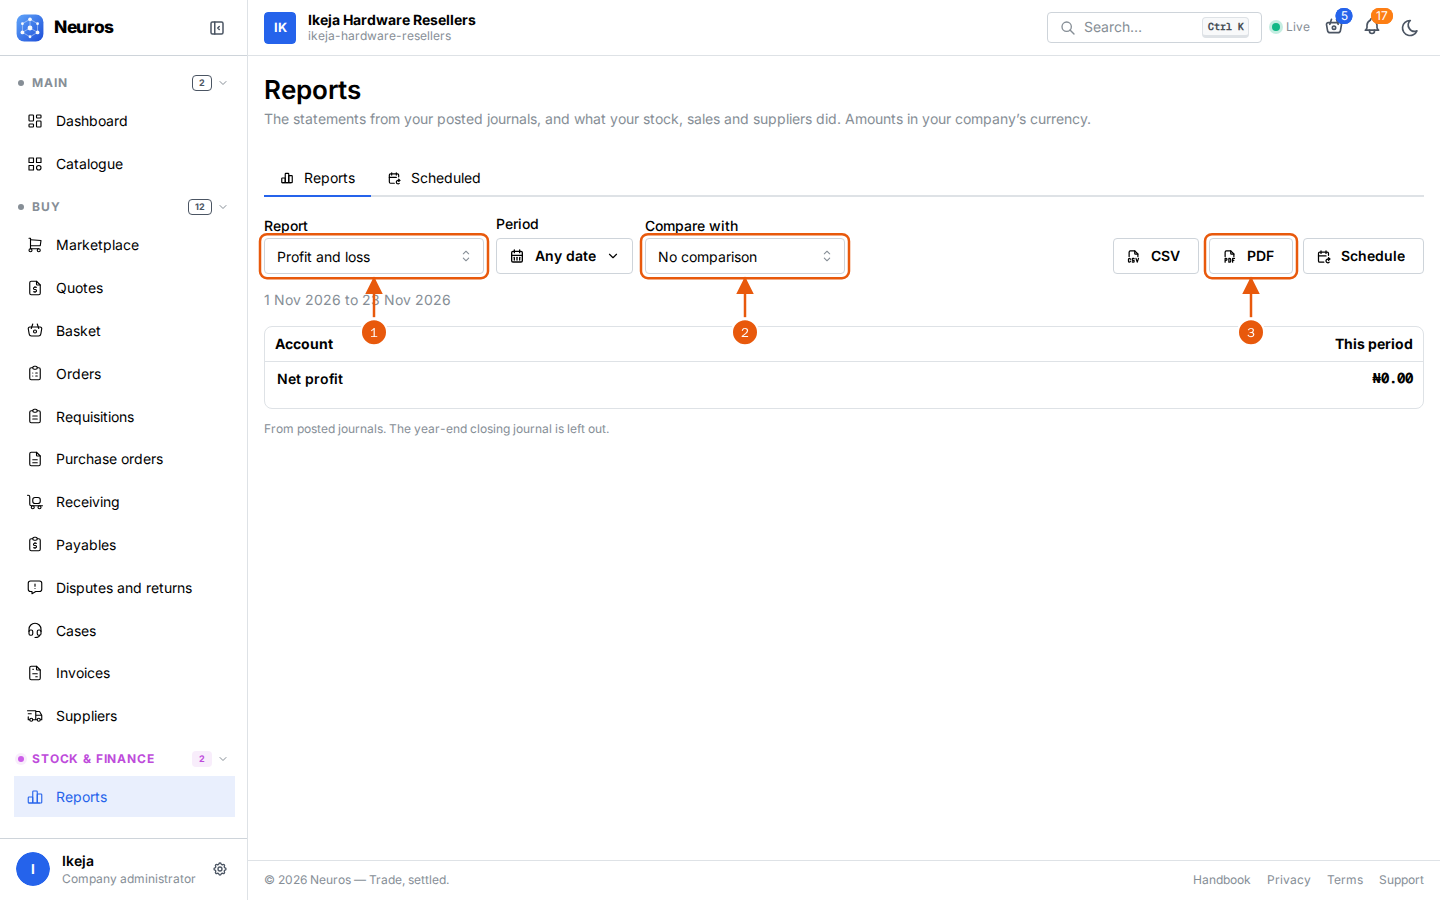 Neuros
MAIN
2
Dashboard
Catalogue
BUY
12
Marketplace
Quotes
Basket
Orders
Requisitions
Purchase orders
Receiving
Payables
Disputes and returns
Cases
Invoices
Suppliers
STOCK & FINANCE
2
Reports
I
Ikeja
Company administrator
IK
Ikeja Hardware Resellers
ikeja-hardware-resellers
Search...
Ctrl K
Live
5
17
Reports
The statements from your posted journals, and what your stock, sales and suppliers did. Amounts in your company’s currency.
Reports
Scheduled
Report
Period
Compare with
Profit and loss
Any date
No comparison
CSV
PDF
Schedule
1 Nov 2026 to 28 Nov 2026
1
2
3
Account
This period
Net profit
₦0.00
From posted journals. The year-end closing journal is left out.
© 2026 Neuros — Trade, settled.
Handbook
Privacy
Terms
Support